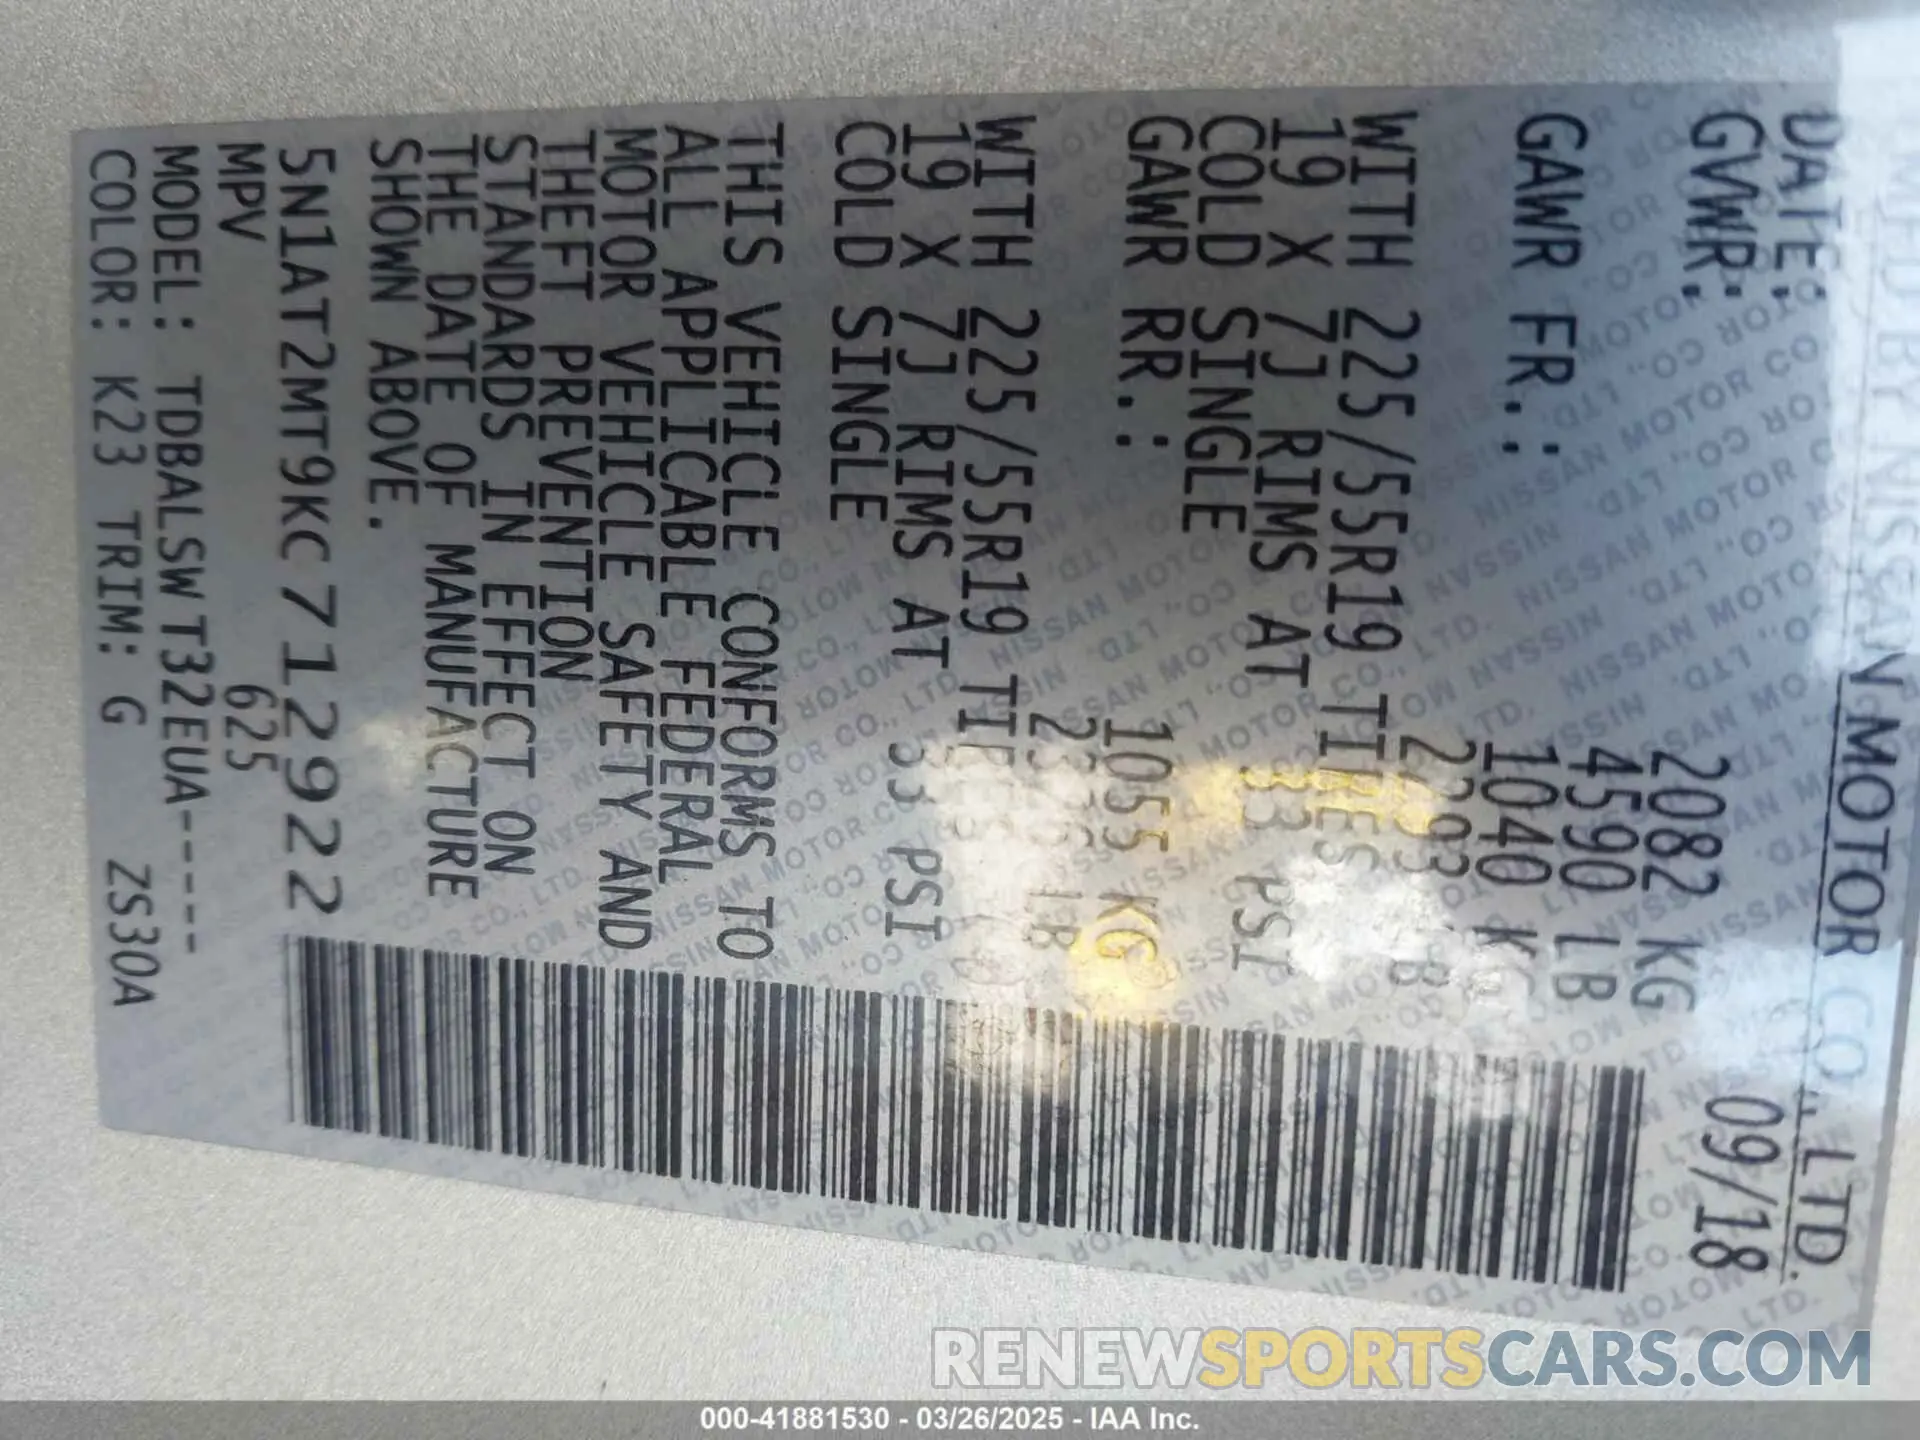 MFD BY NISSAN MOTOR CO., LTD.
DATE: 09/18
GVWR: 2082 KG
4590 LB
GAWR FR.: 1040 KG
2293 LB
WITH 225/55R19 TIRES
19 X 7J RIMS AT 33 PSI
COLD SINGLE
GAWR RR.: 1055 KG
LB
WITH 225/55R19
19 X 7J RIMS AT 33 PSI
COLD SINGLE
THIS VEHICLE CONFORMS TO
ALL APPLICABLE FEDERAL
MOTOR VEHICLE SAFETY AND
THEFT PREVENTION
STANDARDS IN EFFECT ON
THE DATE OF MANUFACTURE
SHOWN ABOVE.
5N1AT2MT9KC712922
MPV 625
MODEL: TDBALSWT32EUA-----
COLOR: K23 TRIM: G ZS30A
RENEWSPORTSCARS.COM
000-41881530 - 03/26/2025 - IAA Inc.